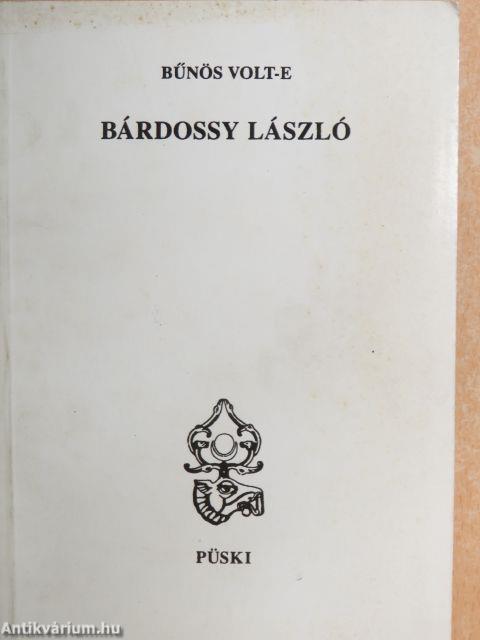 BŰNÖS VOLT-E
BÁRDOSSY LÁSZLÓ
PÜSKI
Antikvárium.hu